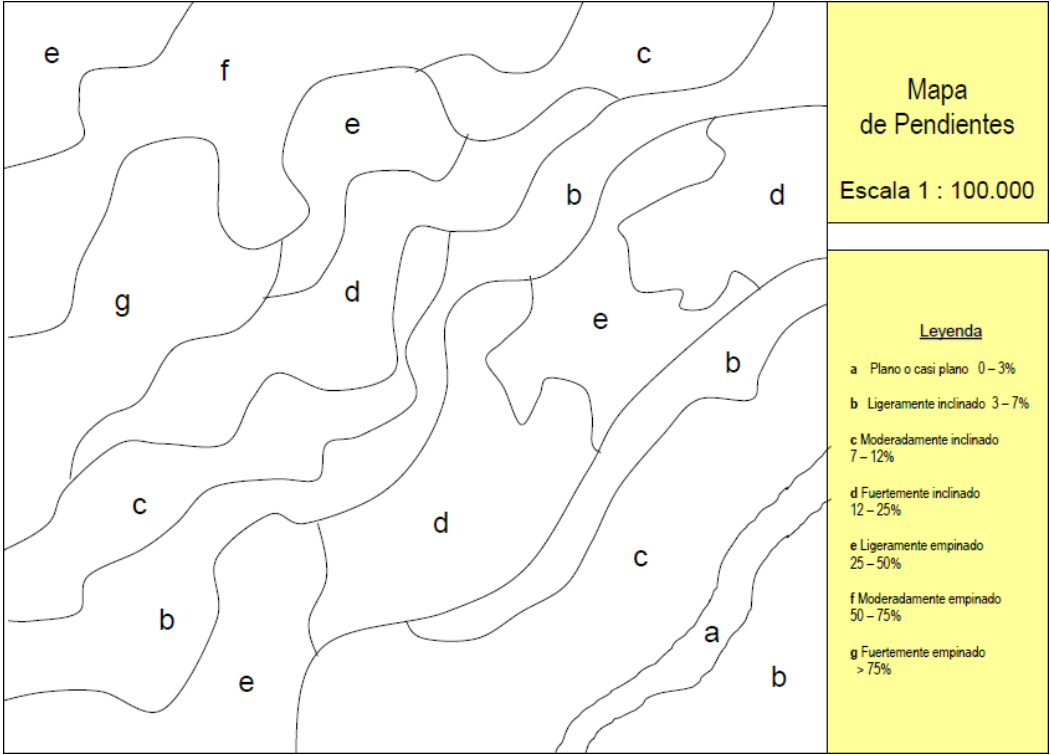 e
f
c
e
b
d
g
d
e
b
c
d
c
b
a
e
b
Mapa
de Pendientes
Escala 1 : 100.000
Leyenda
a Plano o casi plano 0 – 3%
b Ligeramente inclinado 3 – 7%
c Moderadamente inclinado
7 – 12%
d Fuertemente inclinado
12 – 25%
e Ligeramente empinado
25 – 50%
f Moderadamente empinado
50 – 75%
g Fuertemente empinado
> 75%